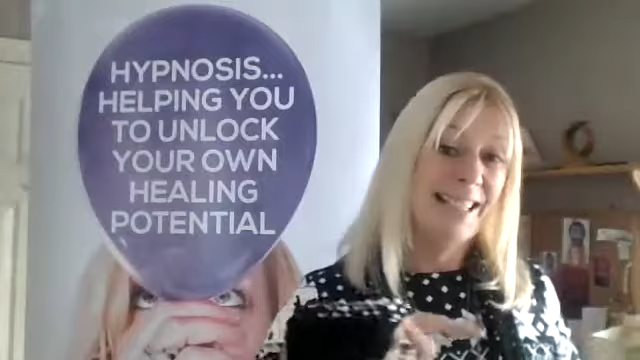 HYPNOSIS...
HELPING YOU
TO UNLOCK
YOUR OWN
HEALING
POTENTIAL